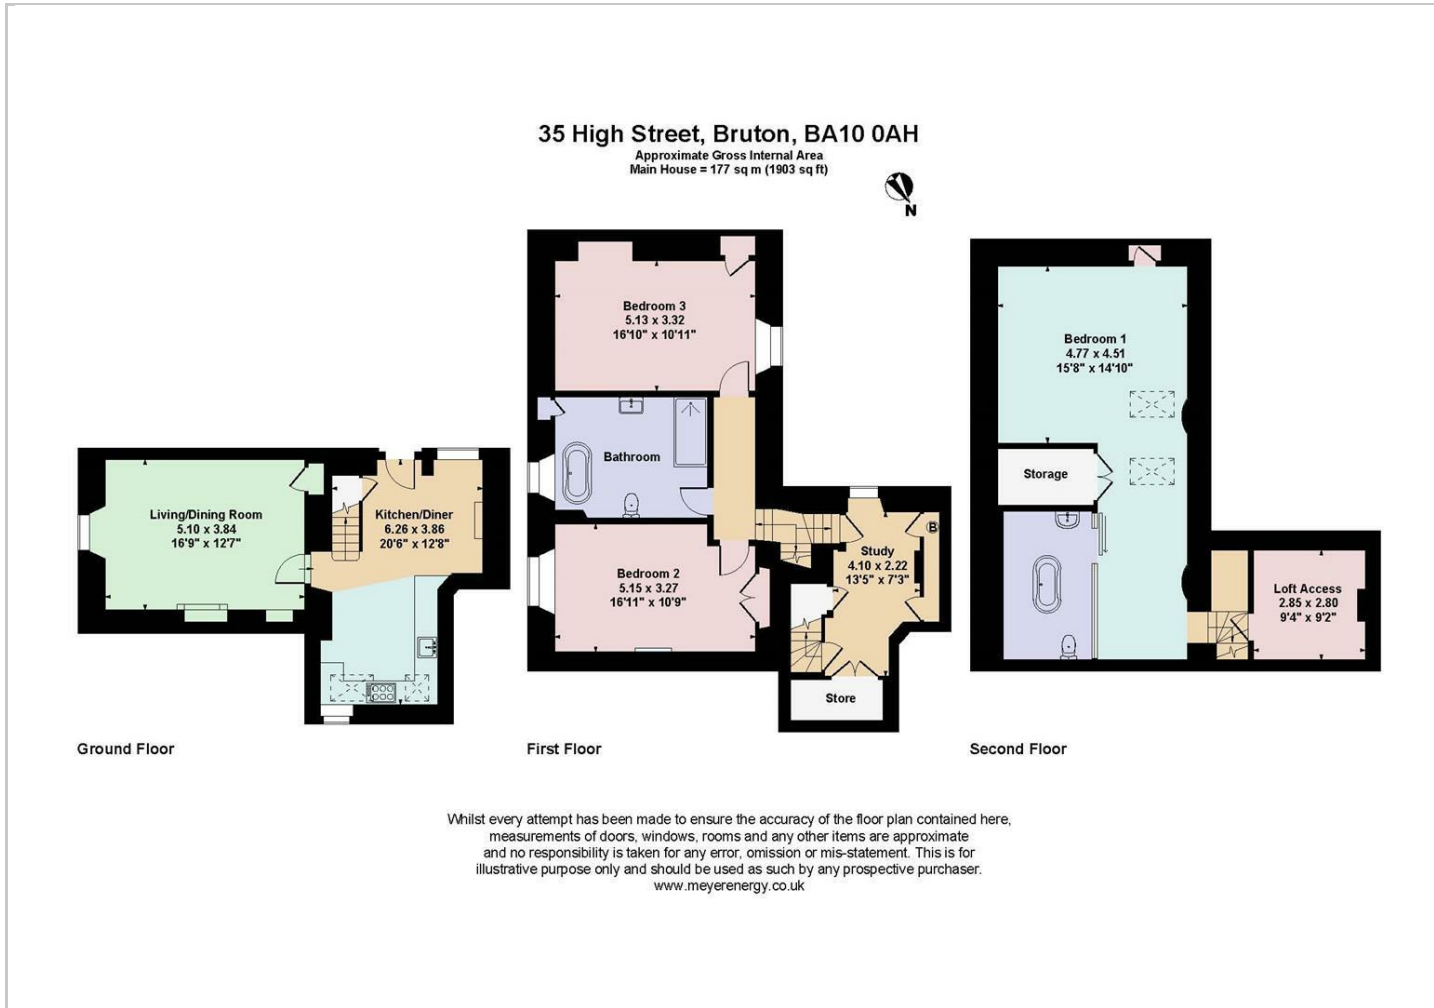 35 High Street, Bruton, BA10 0AH
Approximate Gross Internal Area
Main House = 177 sq m (1903 sq ft)
N
Living/Dining Room
5.10 x 3.84
16'9" x 12'7"
Kitchen/Diner
6.26 x 3.86
20'6" x 12'8"
Ground Floor
Bedroom 3
5.13 x 3.32
16'10" x 10'11"
Bathroom
Bedroom 2
5.15 x 3.27
16'11" x 10'9"
Study
4.10 x 2.22
13'5" x 7'3"
B
Store
First Floor
Bedroom 1
4.77 x 4.51
15'8" x 14'10"
Storage
Loft Access
2.85 x 2.80
9'4" x 9'2"
Second Floor
Whilst every attempt has been made to ensure the accuracy of the floor plan contained here,
measurements of doors, windows, rooms and any other items are approximate
and no responsibility is taken for any error, omission or mis-statement. This is for
illustrative purpose only and should be used as such by any prospective purchaser.
www.meyerenergy.co.uk